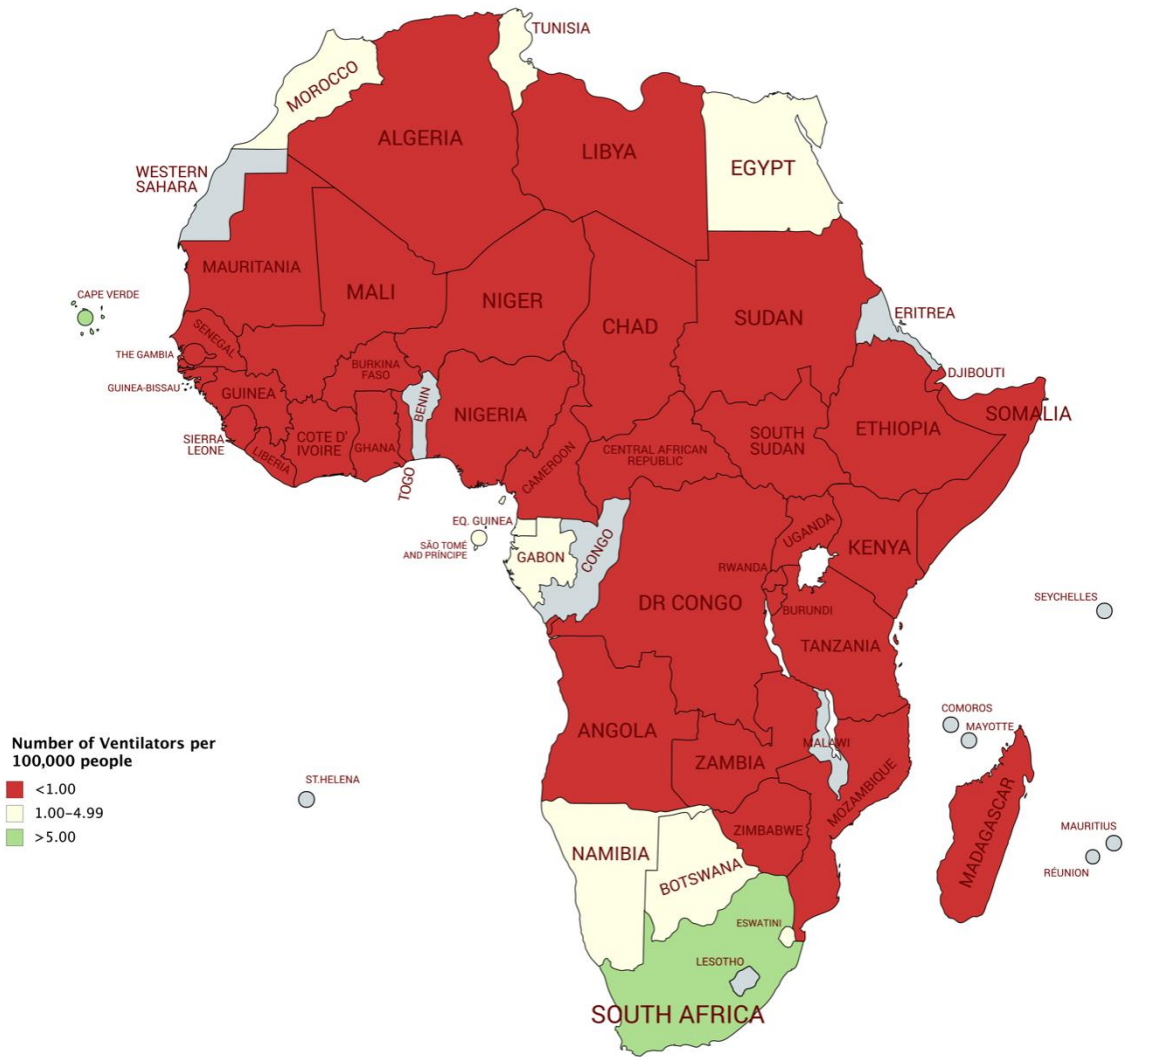 TUNISIA
MOROCCO
ALGERIA
LIBYA
EGYPT
WESTERN
SAHARA
MAURITANIA
MALI
NIGER
CHAD
SUDAN
ERITREA
CAPE VERDE
SENEGAL
THE GAMBIA
GUINEA-BISSAU
GUINEA
BURKINA
FASO
BENIN
NIGERIA
DJIBOUTI
SOMALIA
ETHIOPIA
SOUTH
SUDAN
CENTRAL AFRICAN
REPUBLIC
CAMEROON
SIERRA
LEONE
LIBERIA
COTE D'
IVOIRE
GHANA
TOGO
EQ. GUINEA
SÃO TOMÉ
AND PRÍNCIPE
GABON
CONGO
UGANDA
KENYA
RWANDA
DR CONGO
BURUNDI
TANZANIA
SEYCHELLES
COMOROS
MAYOTTE
ANGOLA
ZAMBIA
MALAWI
MOZAMBIQUE
MADAGASCAR
MAURITIUS
RÉUNION
ST.HELENA
ZIMBABWE
NAMIBIA
BOTSWANA
ESWATINI
LESOTHO
SOUTH AFRICA
Number of Ventilators per
100,000 people
<1.00
1.00–4.99
>5.00